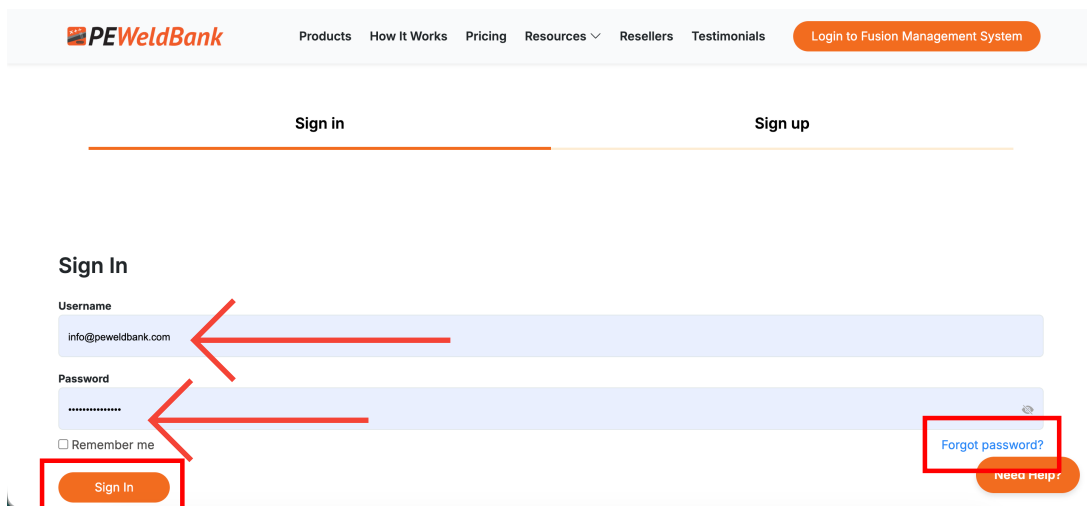 PEWeldBank
Products How It Works Pricing Resources Resellers Testimonials Login to Fusion Management System
Sign in Sign up
Sign In
Username
info@peweldbank.com
Password
•••••••••••••••
Remember me Forgot password?
Sign In Need Help?